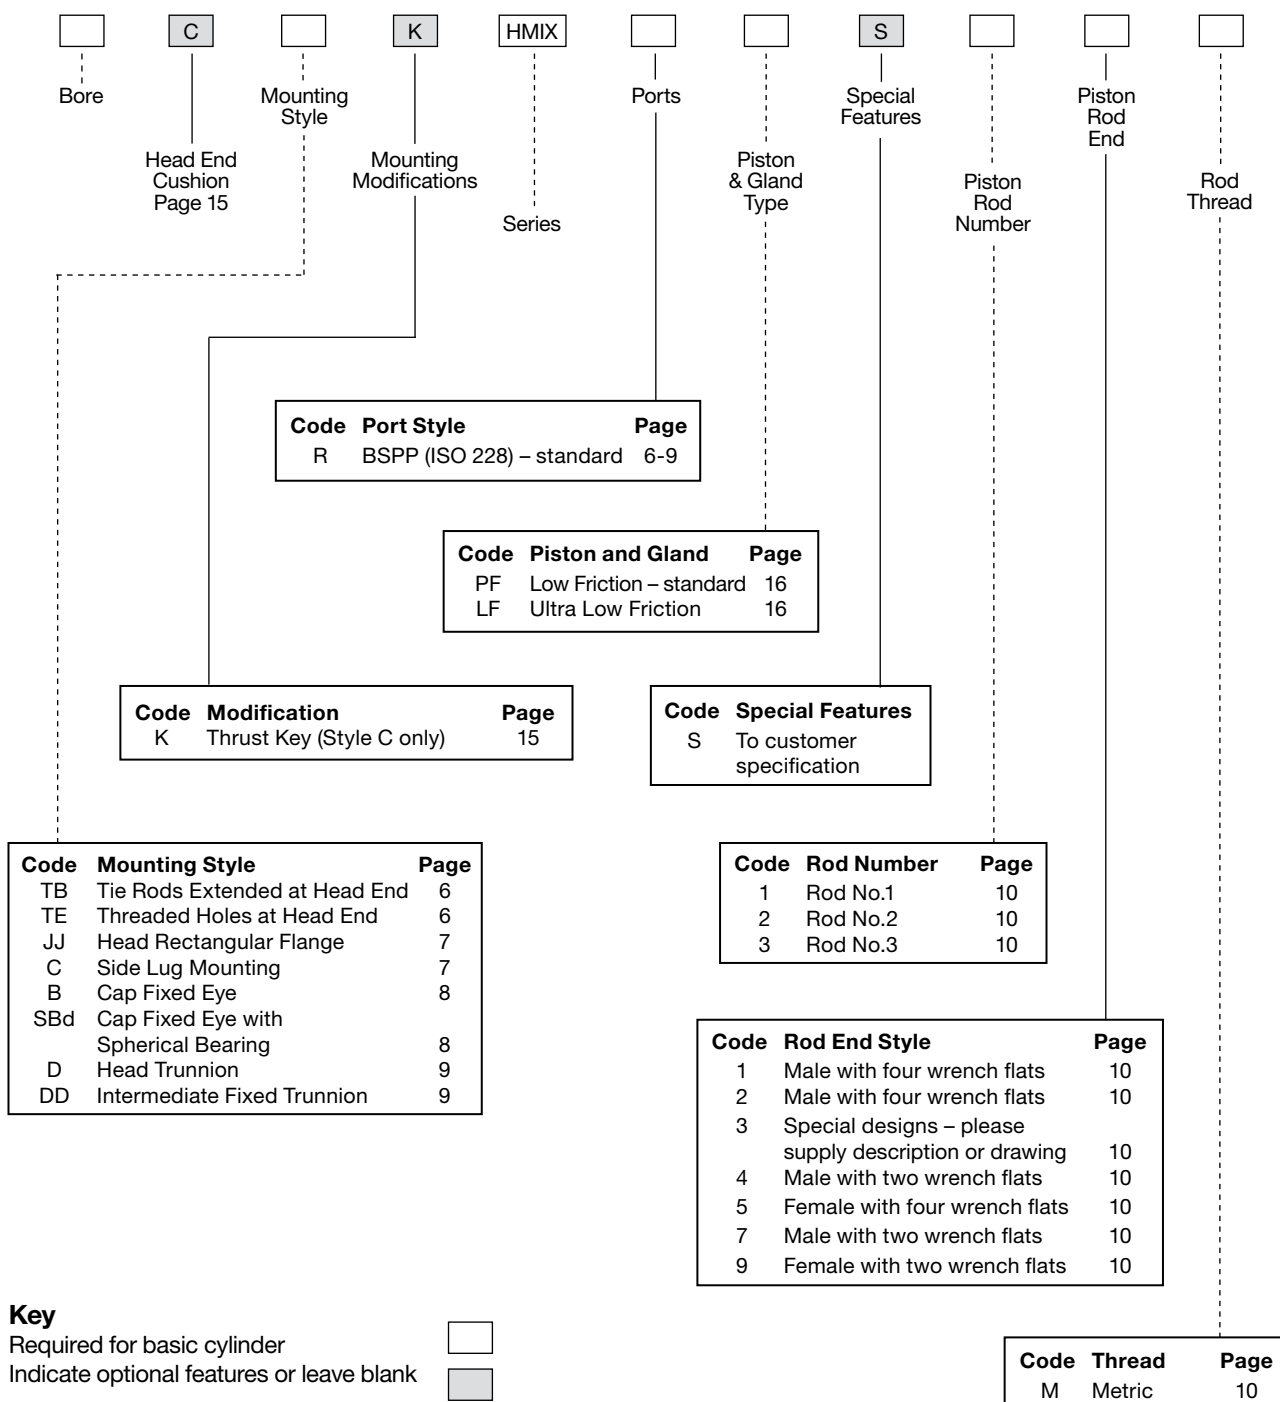 C K HMIX S
Bore
Mounting
Style
Ports
Special
Features
Piston
Rod
End
Head End
Cushion
Page 15
Mounting
Modifications
Series
Piston
& Gland
Type
Piston
Rod
Number
Rod
Thread
Code Port Style Page
R BSPP (ISO 228) – standard 6-9
Code Piston and Gland Page
PF Low Friction – standard 16
LF Ultra Low Friction 16
Code Modification Page
K Thrust Key (Style C only) 15
Code Special Features
S To customer
specification
Code Mounting Style Page
TB Tie Rods Extended at Head End 6
TE Threaded Holes at Head End 6
JJ Head Rectangular Flange 7
C Side Lug Mounting 7
B Cap Fixed Eye 8
SBd Cap Fixed Eye with
Spherical Bearing 8
D Head Trunnion 9
DD Intermediate Fixed Trunnion 9
Code Rod Number Page
1 Rod No.1 10
2 Rod No.2 10
3 Rod No.3 10
Code Rod End Style Page
1 Male with four wrench flats 10
2 Male with four wrench flats 10
3 Special designs – please
supply description or drawing 10
4 Male with two wrench flats 10
5 Female with four wrench flats 10
7 Male with two wrench flats 10
9 Female with two wrench flats 10
Key
Required for basic cylinder
Indicate optional features or leave blank
Code Thread Page
M Metric 10